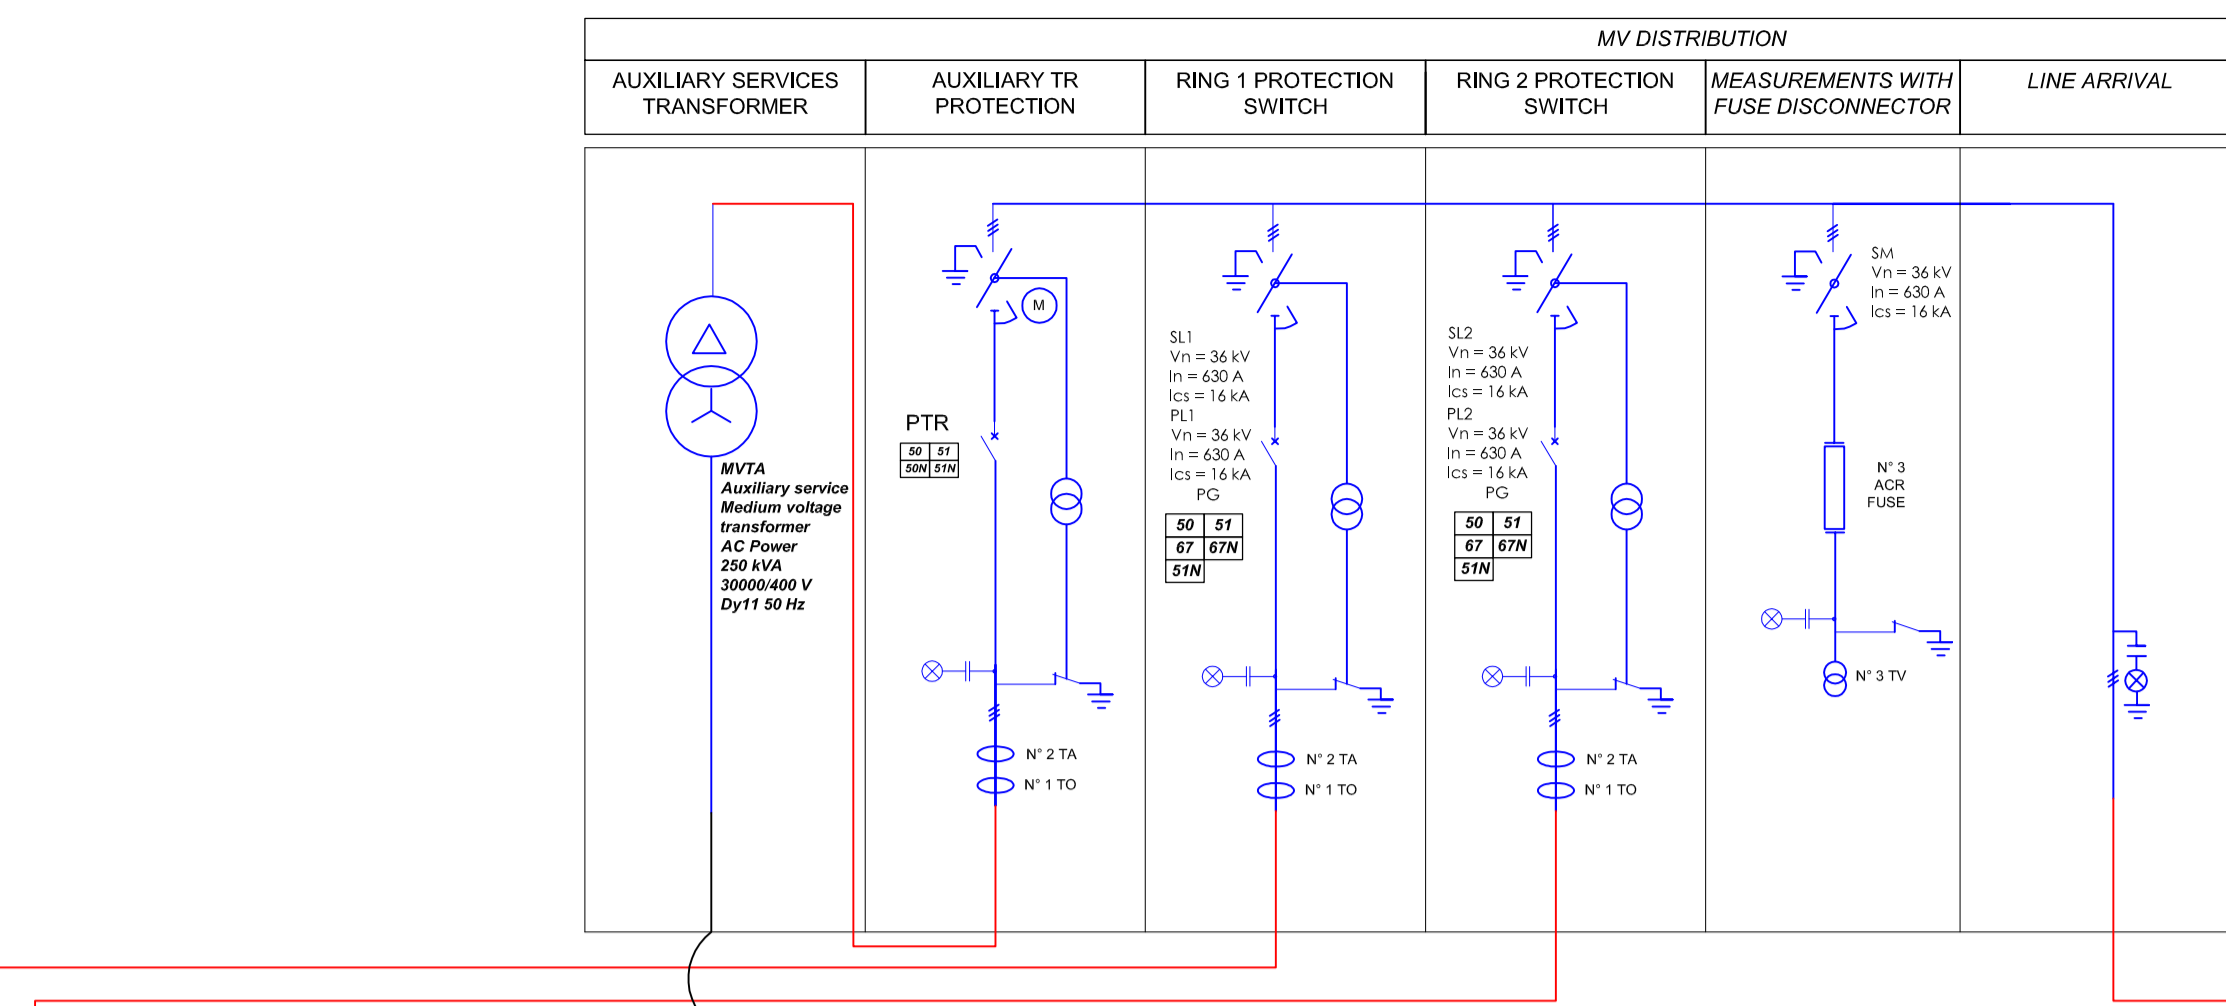 MV DISTRIBUTION
AUXILIARY SERVICES
TRANSFORMER
AUXILIARY TR
PROTECTION
RING 1 PROTECTION
SWITCH
RING 2 PROTECTION
SWITCH
MEASUREMENTS WITH
FUSE DISCONNECTOR
LINE ARRIVAL
MVTA
Auxiliary service
Medium voltage
transformer
AC Power
250 kVA
30000/400 V
Dy11 50 Hz
M
PTR
50 51
50N 51N
N° 2 TA
N° 1 TO
SL1
Vn = 36 kV
In = 630 A
Ics = 16 kA
PL1
Vn = 36 kV
In = 630 A
Ics = 16 kA
PG
50 51
67 67N
51N
N° 2 TA
N° 1 TO
SL2
Vn = 36 kV
In = 630 A
Ics = 16 kA
PL2
Vn = 36 kV
In = 630 A
Ics = 16 kA
PG
50 51
67 67N
51N
N° 2 TA
N° 1 TO
SM
Vn = 36 kV
In = 630 A
Ics = 16 kA
N° 3
ACR
FUSE
N° 3 TV